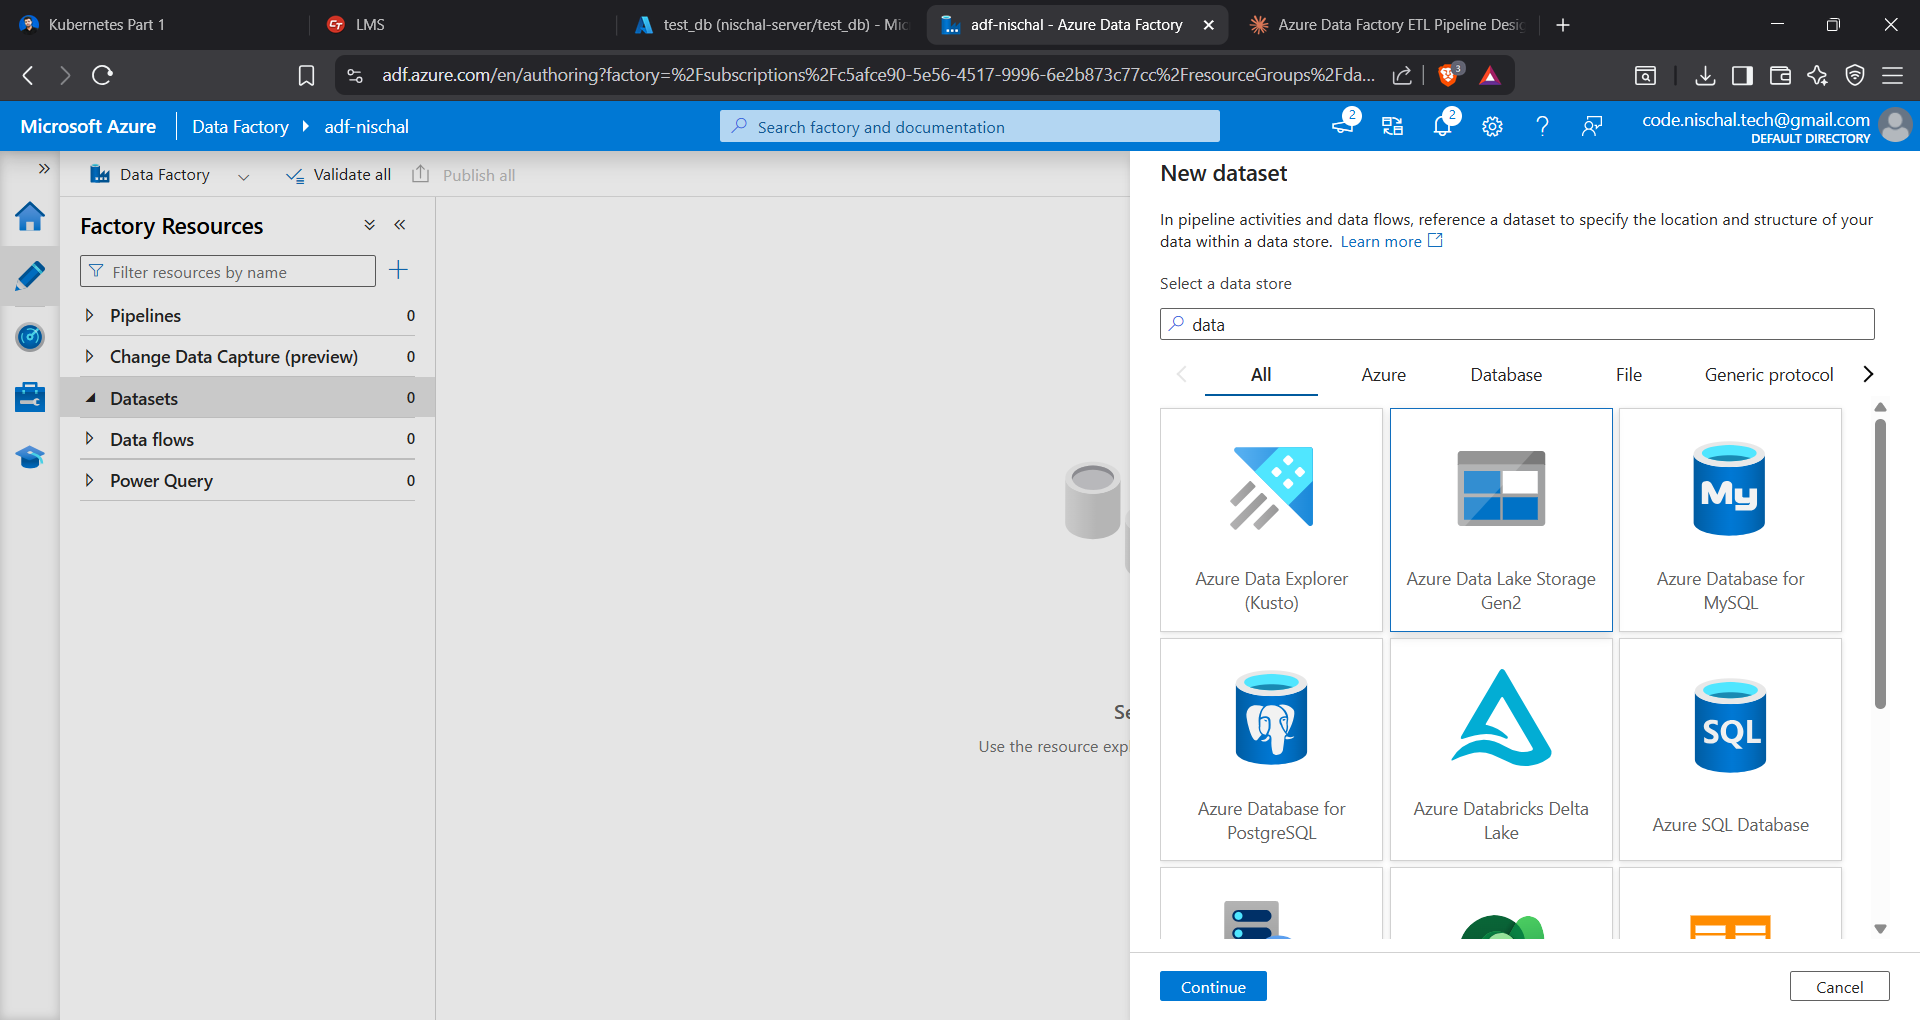 Kubernetes Part 1
LMS
test_db (nischal-server/test_db) - Mic
adf-nischal - Azure Data Factory
Azure Data Factory ETL Pipeline Desig
adf.azure.com/en/authoring?factory=%2Fsubscriptions%2Fc5afce90-5e56-4517-9996-6e2b873c77cc%2FresourceGroups%2Fda...
3
Microsoft Azure
Data Factory
adf-nischal
Search factory and documentation
2
2
code.nischal.tech@gmail.com
DEFAULT DIRECTORY
Data Factory
Validate all
Publish all
Factory Resources
Filter resources by name
Pipelines 0
Change Data Capture (preview) 0
Datasets 0
Data flows 0
Power Query 0
Se
Use the resource exp
New dataset
In pipeline activities and data flows, reference a dataset to specify the location and structure of your
data within a data store. Learn more
Select a data store
data
All
Azure
Database
File
Generic protocol
Azure Data Explorer
(Kusto)
Azure Data Lake Storage
Gen2
My
Azure Database for
MySQL
Azure Database for
PostgreSQL
Azure Databricks Delta
Lake
SQL
Azure SQL Database
Continue
Cancel